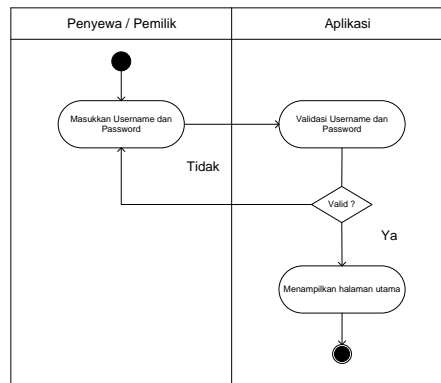 Penyewa / Pemilik
Aplikasi
Masukkan Username dan
Password
Validasi Username dan
Password
Tidak
Valid ?
Ya
Menampilkan halaman utama